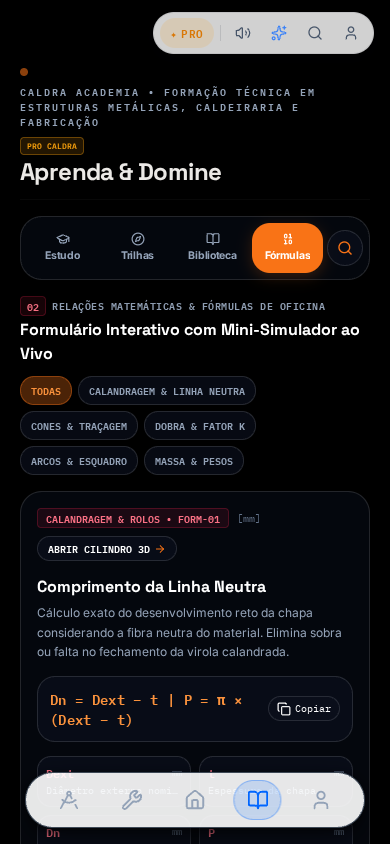 ✦ PRO
CALDRA ACADEMIA • FORMAÇÃO TÉCNICA EM
ESTRUTURAS METÁLICAS, CALDEIRARIA E
FABRICAÇÃO
PRO CALDRA
Aprenda & Domine
Estudo
Trilhas
Biblioteca
Fórmulas
02 RELAÇÕES MATEMÁTICAS & FÓRMULAS DE OFICINA
Formulário Interativo com Mini-Simulador ao
Vivo
TODAS
CALANDRAGEM & LINHA NEUTRA
CONES & TRAÇAGEM
DOBRA & FATOR K
ARCOS & ESQUADRO
MASSA & PESOS
CALANDRAGEM & ROLOS • FORM-01 [mm]
ABRIR CILINDRO 3D →
Comprimento da Linha Neutra
Cálculo exato do desenvolvimento reto da chapa
considerando a fibra neutra do material. Elimina sobra
ou falta no fechamento da virola calandrada.
Dn = Dext − t | P = π ×
(Dext − t)
Copiar
Dext
t
Dn mm
P mm